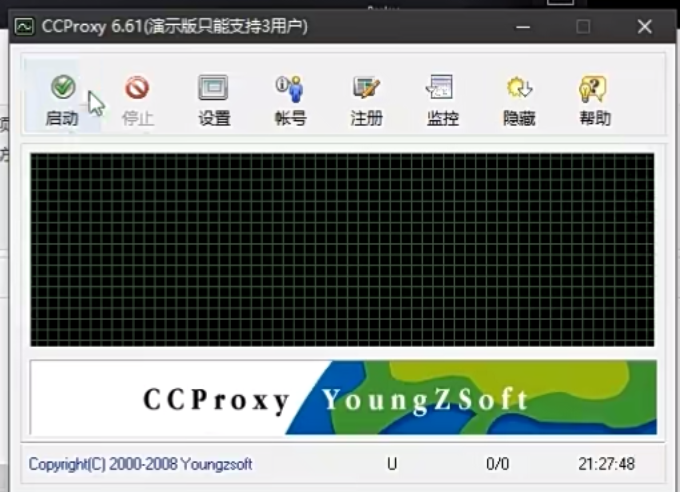 CCProxy 6.61(演示版只能支持3用户)
启动 停止 设置 帐号 注册 监控 隐藏 帮助
CCProxy YoungZSoft
Copyright(C) 2000-2008 Youngzsoft U 0/0 21:27:48